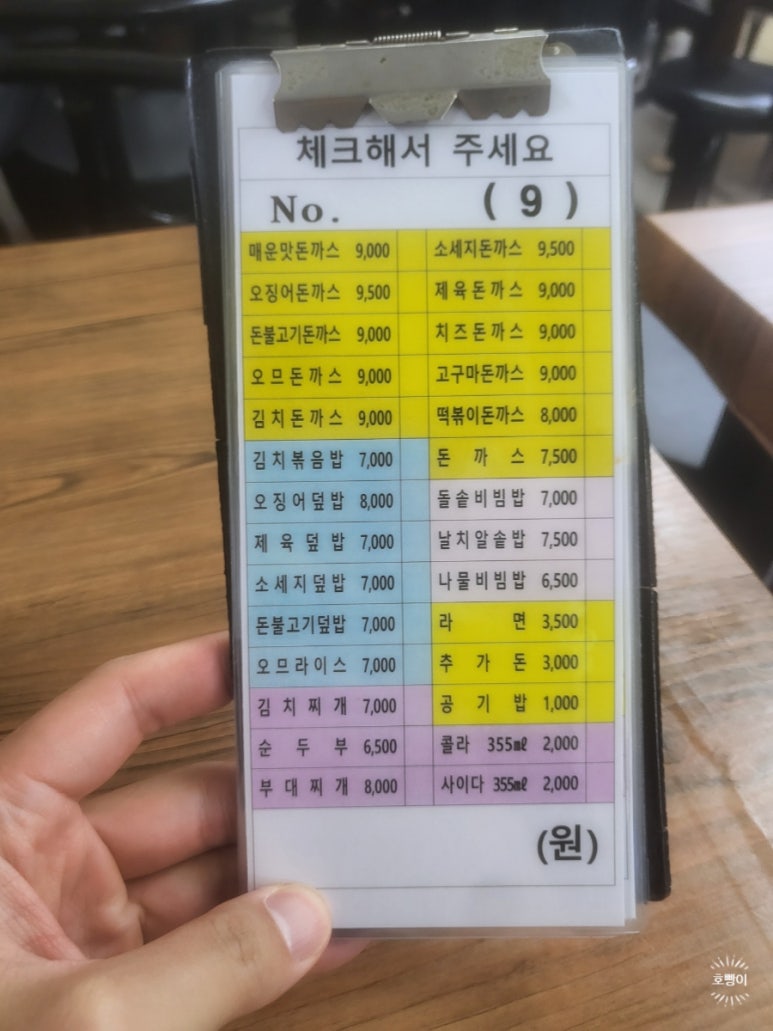 체크해서 주세요
No. ( 9 )
매운맛돈까스 9,000 소세지돈까스 9,500
오징어돈까스 9,500 제육돈까스 9,000
돈불고기돈까스 9,000 치즈돈까스 9,000
오므돈까스 9,000 고구마돈까스 9,000
김치돈까스 9,000 떡볶이돈까스 8,000
김치볶음밥 7,000 돈까스 7,500
오징어덮밥 8,000 돌솥비빔밥 7,000
제육덮밥 7,000 날치알솥밥 7,500
소세지덮밥 7,000 나물비빔밥 6,500
돈불고기덮밥 7,000 라면 3,500
오므라이스 7,000 추가돈 3,000
김치찌개 7,000 공기밥 1,000
순두부 6,500 콜라 355㎖ 2,000
부대찌개 8,000 사이다 355㎖ 2,000
(원)
호빵이